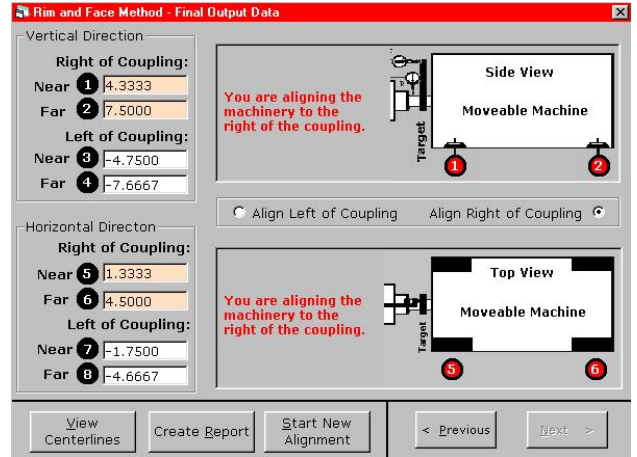 Rim and Face Method - Final Output Data
Vertical Direction
Right of Coupling:
Near 1 4.3333
Far 2 7.5000
Left of Coupling:
Near 3 -4.7500
Far 4 -7.6667
You are aligning the
machinery to the
right of the coupling.
Side View
Moveable Machine
Target
1
2
Align Left of Coupling
Align Right of Coupling
Horizontal Directon
Right of Coupling:
Near 5 1.3333
Far 6 4.5000
Left of Coupling:
Near 7 -1.7500
Far 8 -4.6667
You are aligning the
machinery to the
right of the coupling.
Top View
Moveable Machine
Target
5
6
View
Centerlines
Create Report
Start New
Alignment
< Previous
Next >